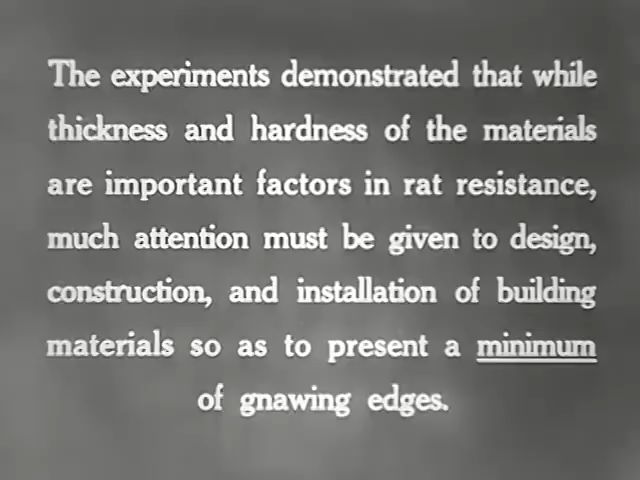 The experiments demonstrated that while
thickness and hardness of the materials
are important factors in rat resistance,
much attention must be given to design,
construction, and installation of building
materials so as to present a minimum
of gnawing edges.